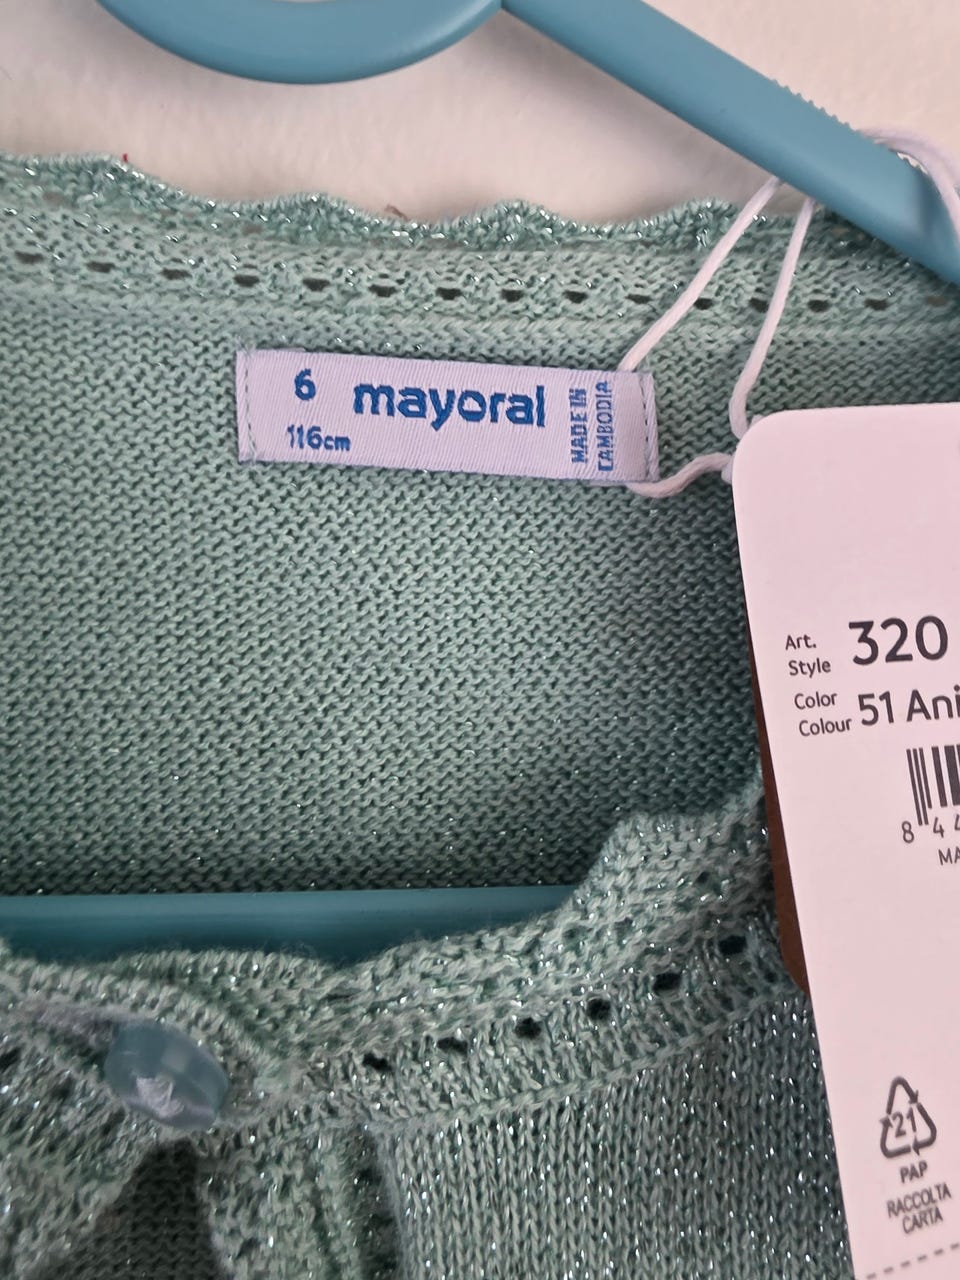 6 mayoral
116cm
MADE IN
CAMBODIA
Art.
Style 320
Color
Colour 51 Ani
8 44
MA
21
PAP
RACCOLTA
CARTA